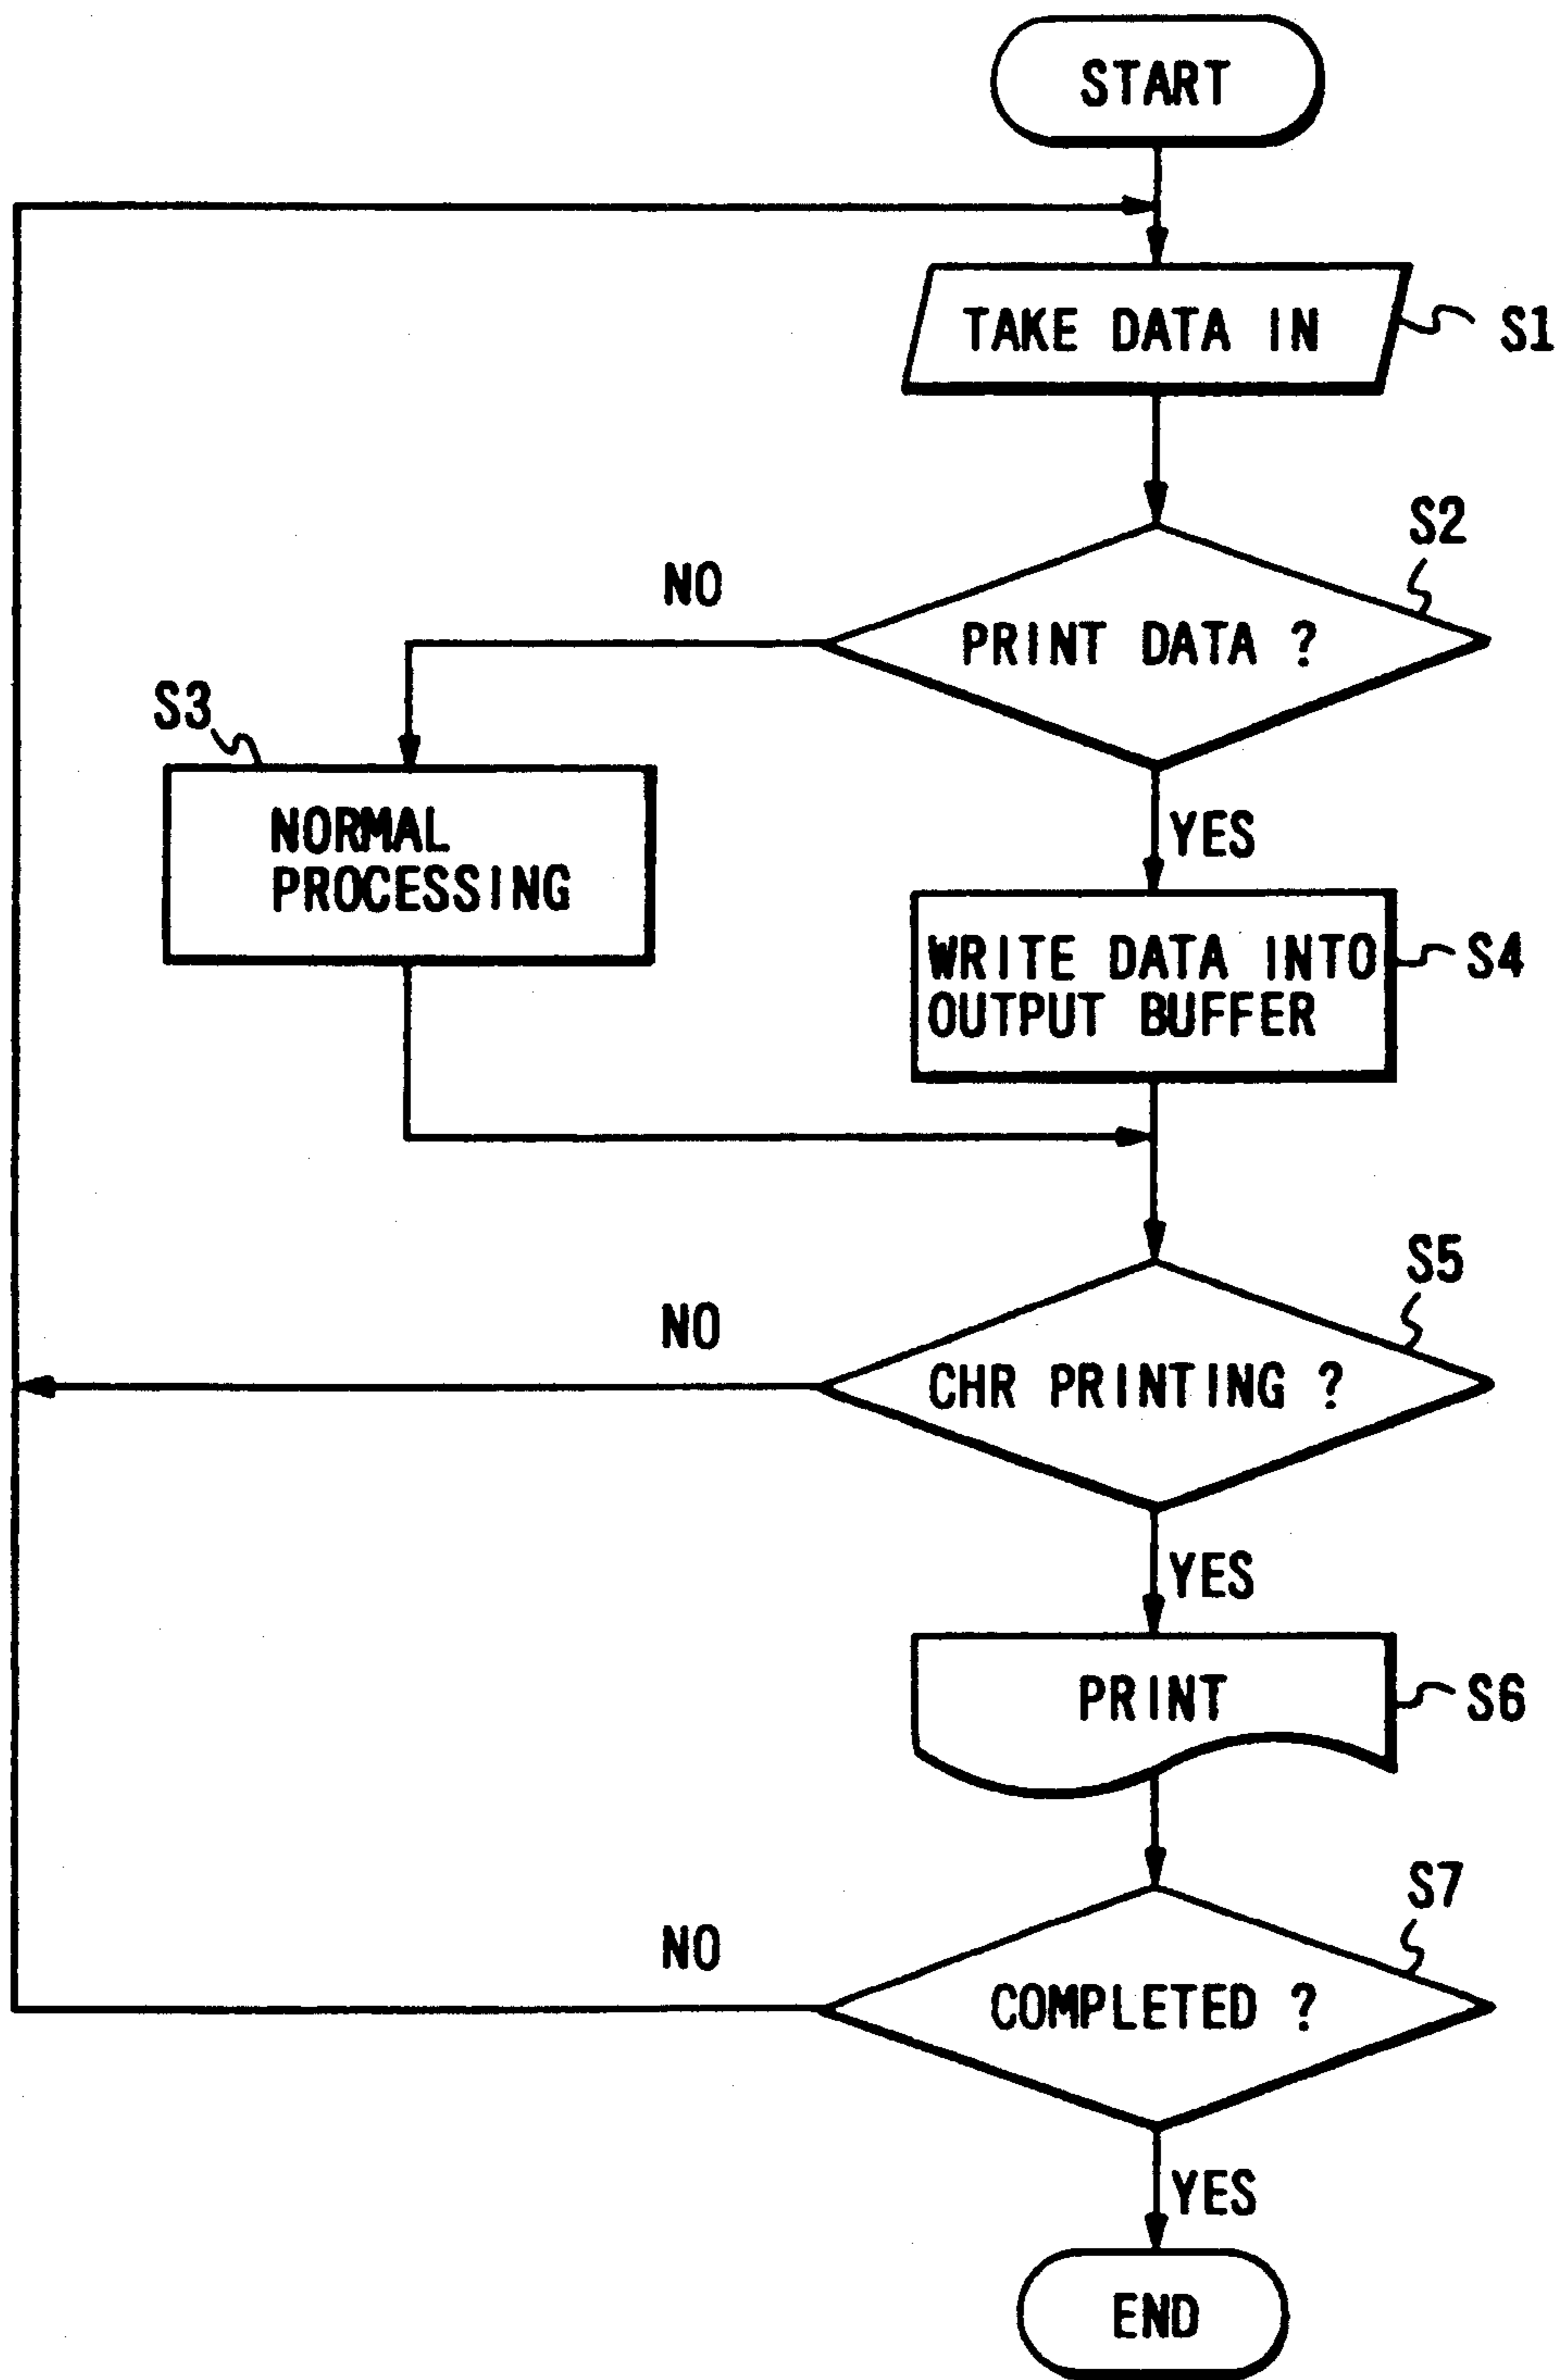 START
TAKE DATA IN
S1
S2
NO
PRINT DATA ?
S3
YES
NORMAL
PROCESSING
WRITE DATA INTO
OUTPUT BUFFER
S4
S5
NO
CHR PRINTING ?
YES
PRINT
S6
S7
NO
COMPLETED ?
YES
END